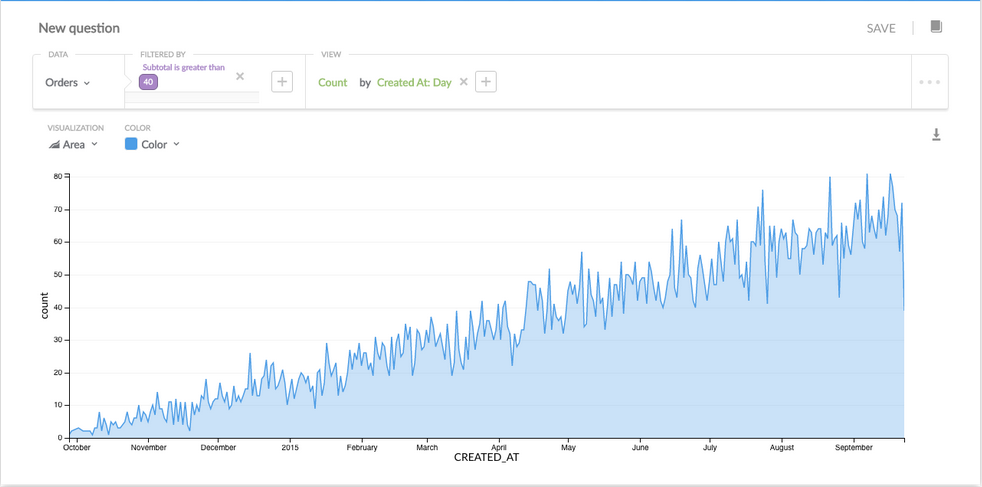 New question
SAVE
DATA
FILTERED BY
VIEW
Orders
Subtotal is greater than
40
Count by Created At: Day
VISUALIZATION
COLOR
Area
Color
80
70
60
50
40
30
20
10
0
count
October November December 2015 February March April May June July August September
CREATED_AT